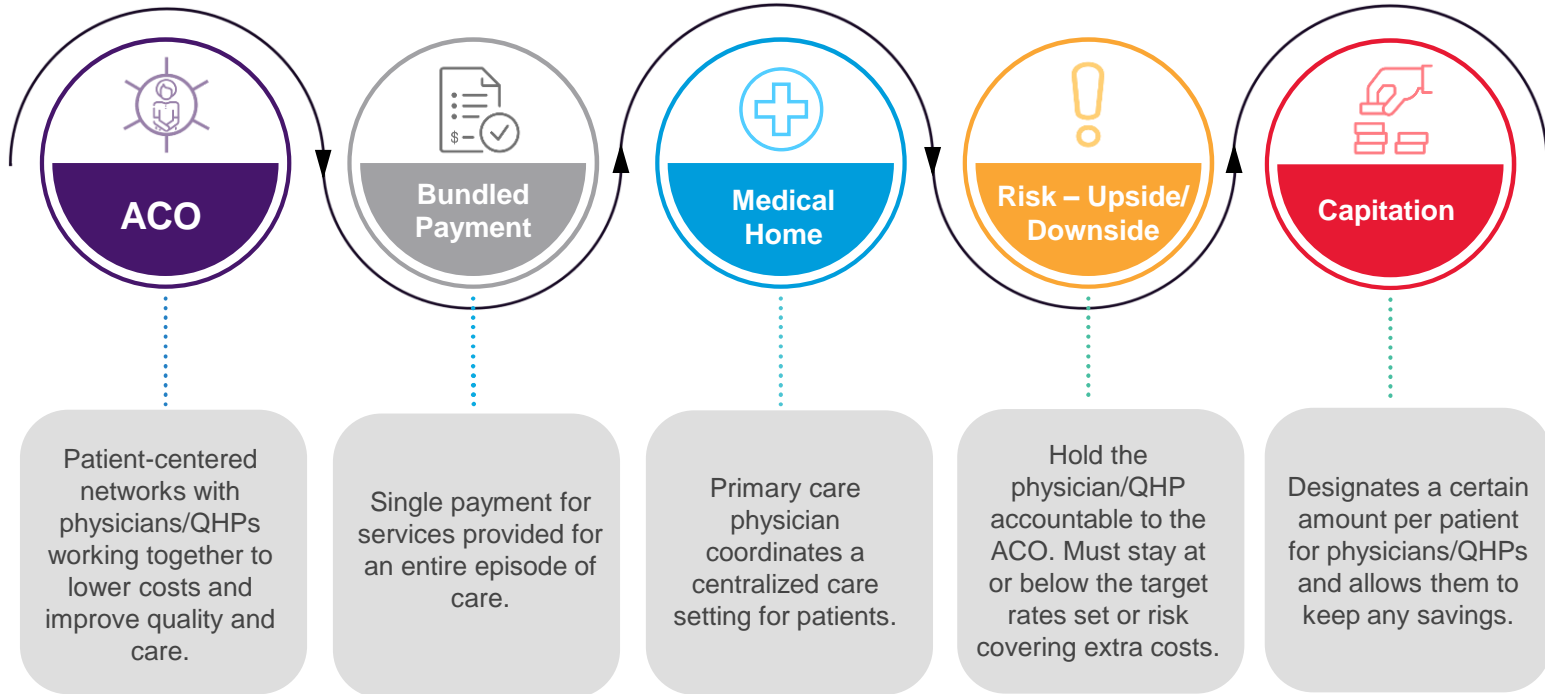 ACO
Bundled
Payment
Medical
Home
Risk – Upside/
Downside
Capitation
$
Patient-centered
networks with
physicians/QHPs
working together to
lower costs and
improve quality and
care.
Single payment for
services provided for
an entire episode of
care.
Primary care
physician
coordinates a
centralized care
setting for patients.
Hold the
physician/QHP
accountable to the
ACO. Must stay at
or below the target
rates set or risk
covering extra costs.
Designates a certain
amount per patient
for physicians/QHPs
and allows them to
keep any savings.